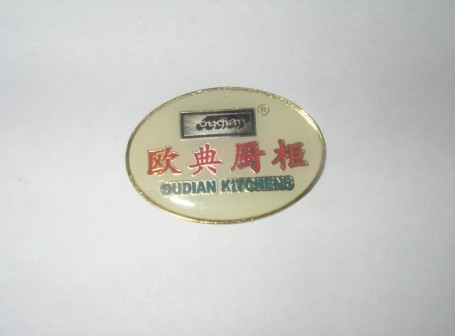 oudian ®
欧典厨柜
OUDIAN KITCHENS